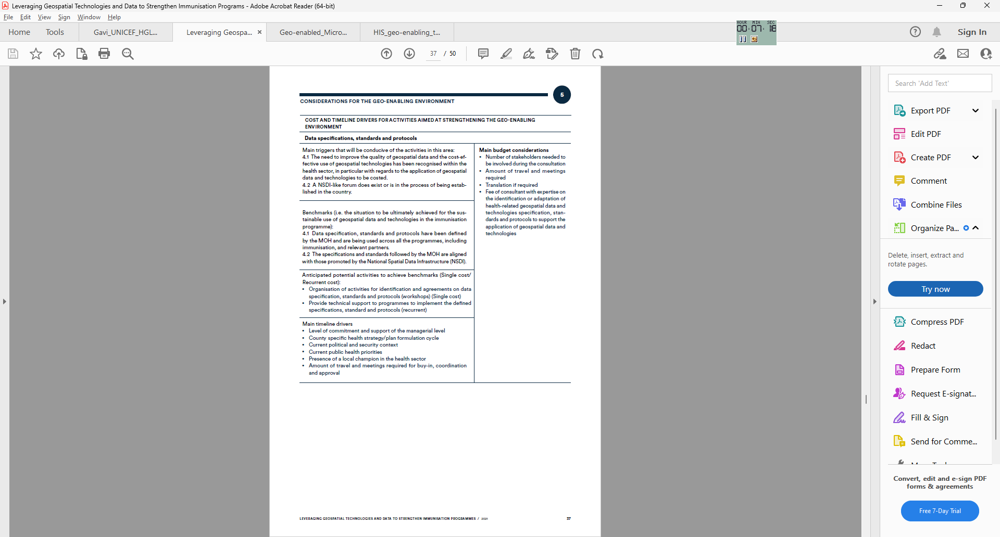 Leveraging Geospatial Technologies and Data to Strengthen Immunisation Programs - Adobe Acrobat Reader (64-bit)
File Edit View Sign Window Help
Home Tools Gavi_UNICEF_HGL... Leveraging Geospa... Geo-enabled_Micro... HIS_geo-enabling_t...
HOUR MIN SEC
00:07:18
Sign In
37 / 50
Search 'Add Text'
Export PDF
Edit PDF
Create PDF
Comment
Combine Files
Organize Pa...
Delete, insert, extract and
rotate pages.
Try now
Compress PDF
Redact
Prepare Form
Request E-signat...
Fill & Sign
Send for Comme...
Convert, edit and e-sign PDF
forms & agreements
Free 7-Day Trial
5
CONSIDERATIONS FOR THE GEO-ENABLING ENVIRONMENT
COST AND TIMELINE DRIVERS FOR ACTIVITIES AIMED AT STRENGTHENING THE GEO-ENABLING
ENVIRONMENT
Data specifications, standards and protocols
Main triggers that will be conducive of the activities in this area:
4.1 The need to improve the quality of geospatial data and the cost-ef-
fective use of geospatial technologies has been recognised within the
health sector, in particular with regards to the application of geospatial
data and technologies to be costed.
4.2 A NSDI-like forum does exist or is in the process of being estab-
lished in the country.
Benchmarks (i.e. the situation to be ultimately achieved for the sus-
tainable use of geospatial data and technologies in the immunisation
programme):
4.1 Data specification, standards and protocols have been defined
by the MOH and are being used across all the programmes, including
immunisation, and relevant partners.
4.2 The specifications and standards followed by the MOH are aligned
with those promoted by the National Spatial Data Infrastructure (NSDI).
Anticipated potential activities to achieve benchmarks (Single cost/
Recurrent cost):
• Organisation of activities for identification and agreements on data
specification, standards and protocols (workshops) (Single cost)
• Provide technical support to programmes to implement the defined
specifications, standard and protocols (recurrent)
Main timeline drivers
• Level of commitment and support of the managerial level
• County specific health strategy/plan formulation cycle
• Current political and security context
• Current public health priorities
• Presence of a local champion in the health sector
• Amount of travel and meetings required for buy-in, coordination
and approval
Main budget considerations
• Number of stakeholders needed to
be involved during the consultation
• Amount of travel and meetings
required
• Translation if required
• Fee of consultant with expertise on
the identification or adaptation of
health-related geospatial data and
technologies specification, stan-
dards and protocols to support the
application of geospatial data and
technologies
LEVERAGING GEOSPATIAL TECHNOLOGIES AND DATA TO STRENGTHEN IMMUNISATION PROGRAMMES / 2021
37